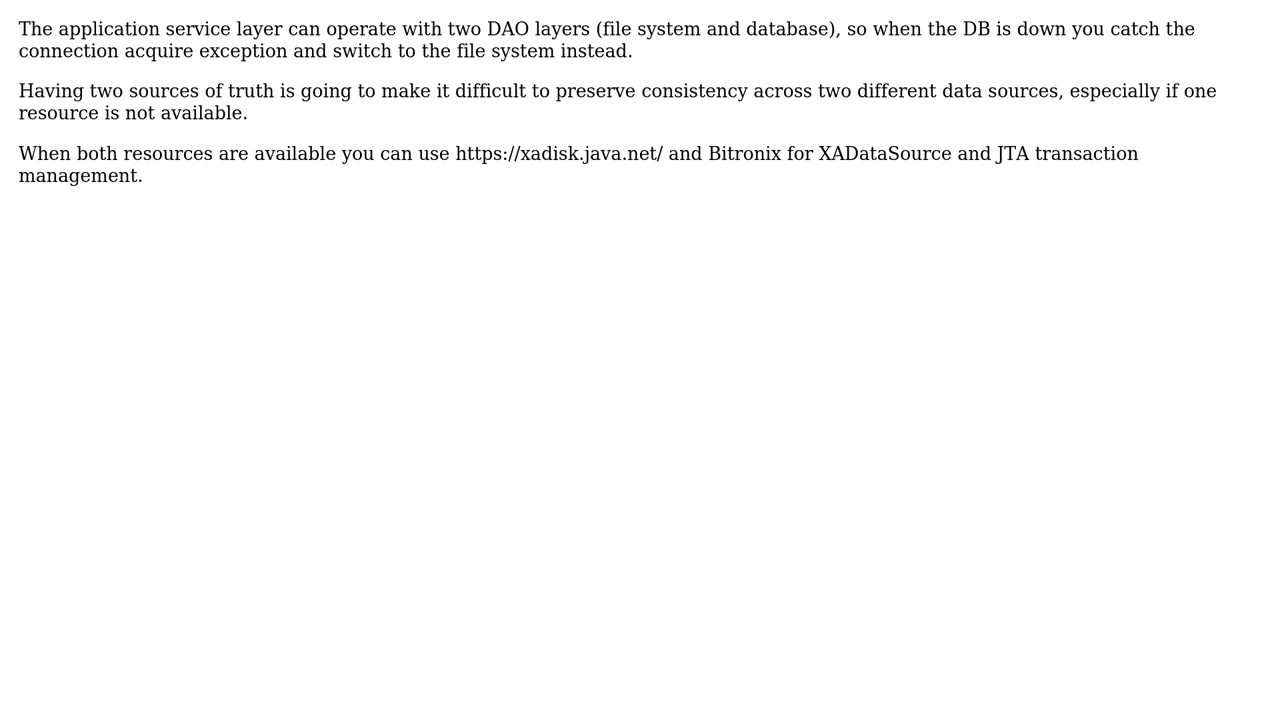 The application service layer can operate with two DAO layers (file system and database), so when the DB is down you catch the
connection acquire exception and switch to the file system instead.
Having two sources of truth is going to make it difficult to preserve consistency across two different data sources, especially if one
resource is not available.
When both resources are available you can use https://xadisk.java.net/ and Bitronix for XADataSource and JTA transaction
management.